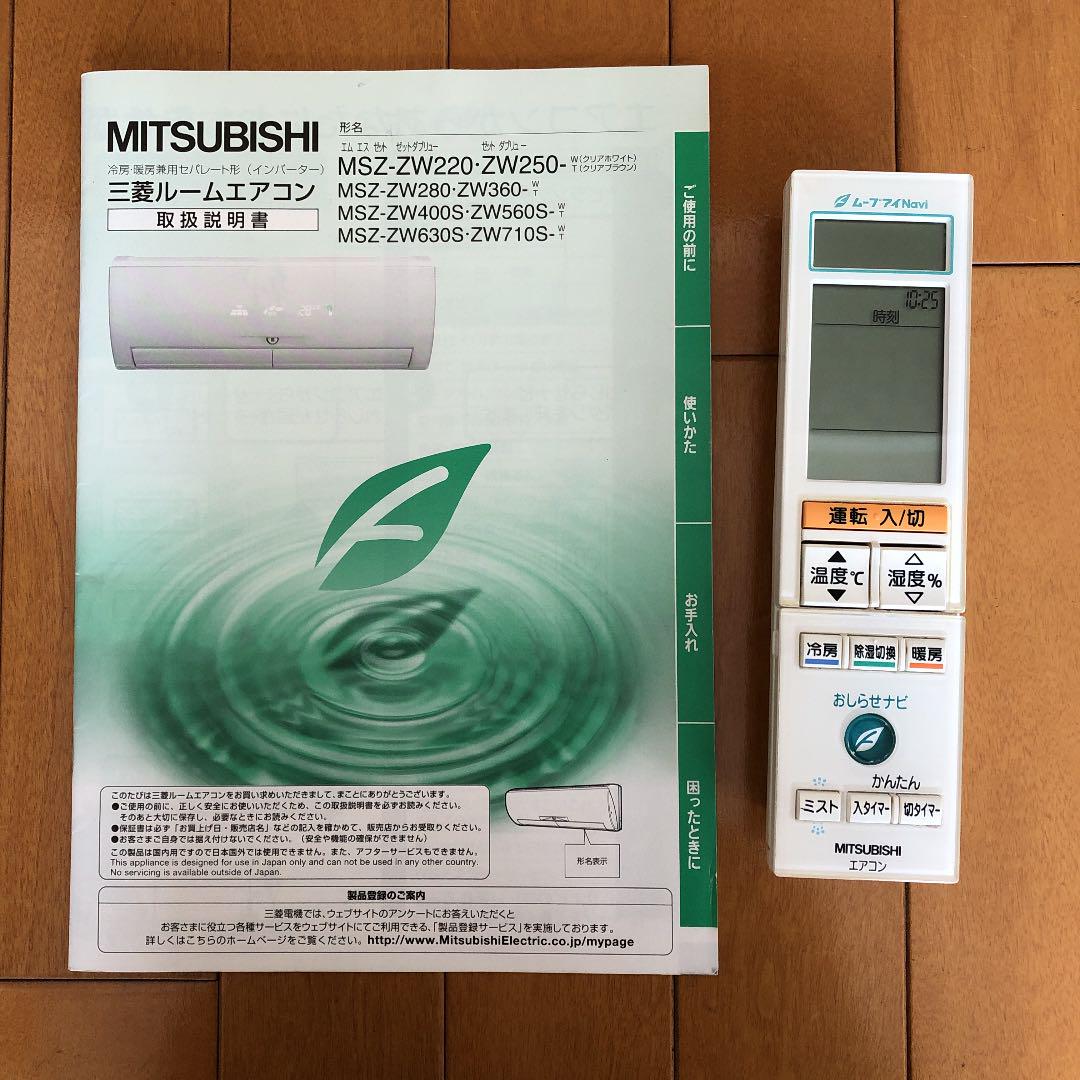 MITSUBISHI
冷房・暖房兼用セパレート形（インバーター）
三菱ルームエアコン
取扱説明書
形名
エム エス ゼット ゼットダブリュー ゼット ダブリュー
MSZ-ZW220・ZW250- W(クリアホワイト) T(クリアブラウン)
MSZ-ZW280・ZW360- W T
MSZ-ZW400S・ZW560S- W T
MSZ-ZW630S・ZW710S- W T
ご使用の前に
使いかた
お手入れ
困ったときに
このたびは三菱ルームエアコンをお買い求めいただきまして、まことにありがとうございます。
●ご使用の前に、正しく安全にお使いいただくため、この取扱説明書を必ずお読みください。
そのあと大切に保存し、必要なときにお読みください。
●保証書は必ず「お買上げ日・販売店名」などの記入を確かめて、販売店からお受取りください。
●お客さまご自身では据え付けないでください。（安全や機能の確保ができません）
この製品は国内用ですので日本国外では使用できません。また、アフターサービスもできません。
This appliance is designed for use in Japan only and can not be used in any other country.
No servicing is available outside of Japan.
形名表示
製品登録のご案内
三菱電機では、ウェブサイトのアンケートにお答えいただくと
お客さまに役立つ各種サービスをウェブサイトにてご利用できる、「製品登録サービス」を実施しております。
詳しくはこちらのホームページをご覧ください。http://www.MitsubishiElectric.co.jp/mypage
ムーブアイNavi
10:25
時刻
運転 入/切
▲ △
温度℃ 湿度%
▼ ▽
冷房 除湿切換 暖房
おしらせナビ
かんたん
ミスト 入タイマー 切タイマー
MITSUBISHI
エアコン